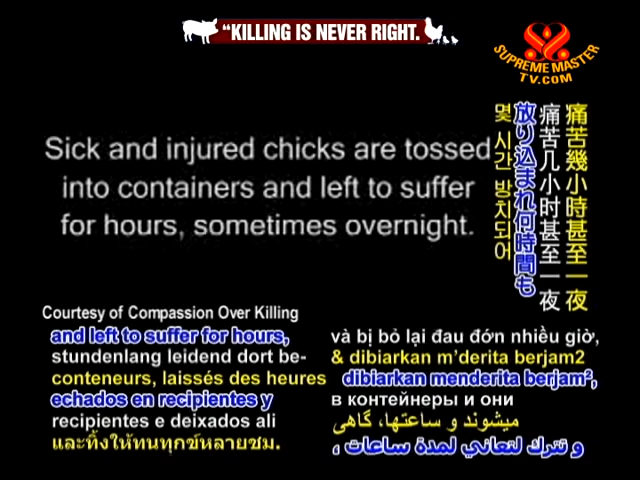 “KILLING IS NEVER RIGHT.
SUPREME MASTER
TV.COM
Sick and injured chicks are tossed
into containers and left to suffer
for hours, sometimes overnight.
痛苦幾小時甚至一夜
痛苦几小时甚至一夜
放り込まれ何時間も
몇 시간 방치되어
Courtesy of Compassion Over Killing
and left to suffer for hours,
stundenlang leidend dort be-
conteneurs, laissés des heures
echados en recipientes y
recipientes e deixados ali
และทิ้งให้ทนทุกข์หลายชม.
và bị bỏ lại đau đớn nhiều giờ,
& dibiarkan m’derita berjam2
dibiarkan menderita berjam²,
в контейнеры и они
میشوند و ساعتها، گاهی
و تترك لتعاني لمدة ساعات ،